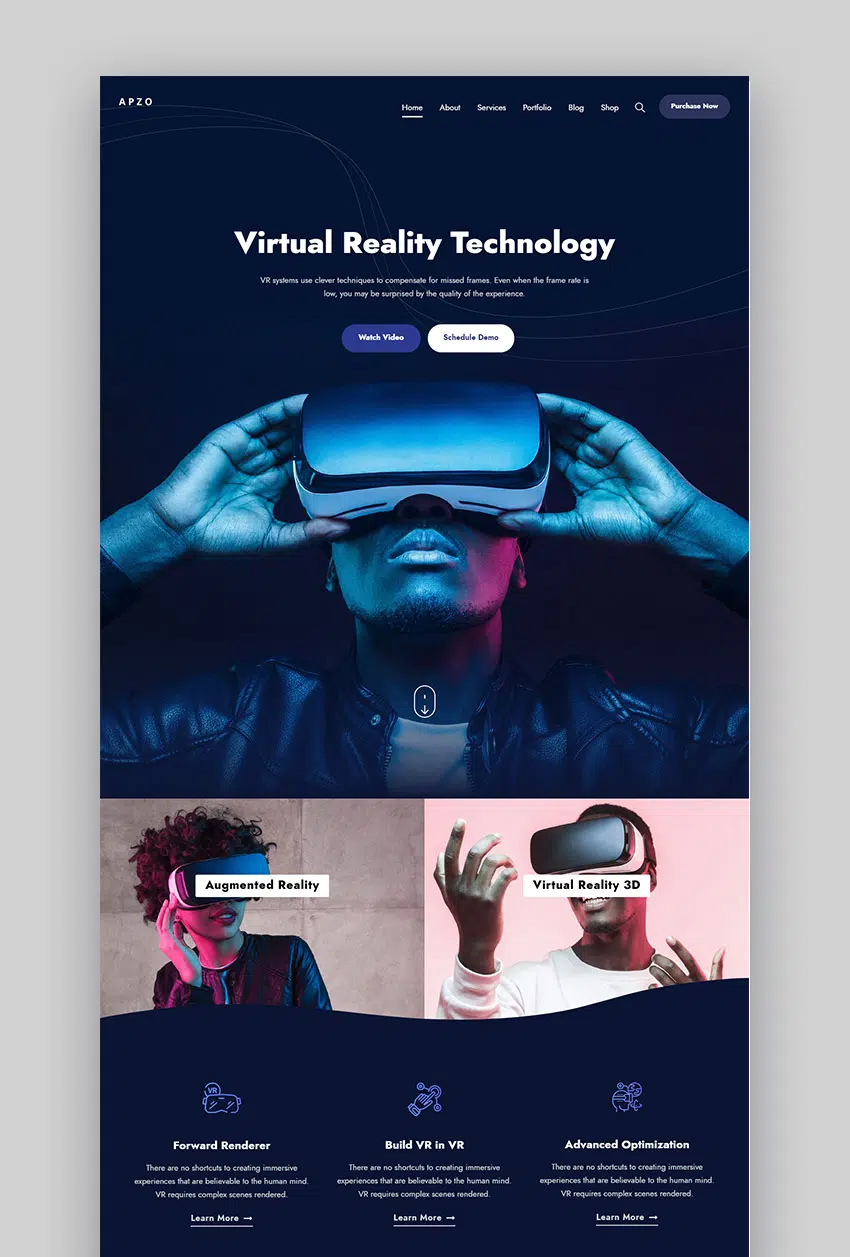 APZO
Home About Services Portfolio Blog Shop Purchase Now
Virtual Reality Technology
VR systems use clever techniques to compensate for missed frames. Even when the frame rate is
low, you may be surprised by the quality of the experience.
Watch Video Schedule Demo
Augmented Reality Virtual Reality 3D
VR
Forward Renderer
There are no shortcuts to creating immersive
experiences that are believable to the human mind.
VR requires complex scenes rendered.
Learn More →
Build VR in VR
There are no shortcuts to creating immersive
experiences that are believable to the human mind.
VR requires complex scenes rendered.
Learn More →
Advanced Optimization
There are no shortcuts to creating immersive
experiences that are believable to the human mind.
VR requires complex scenes rendered.
Learn More →